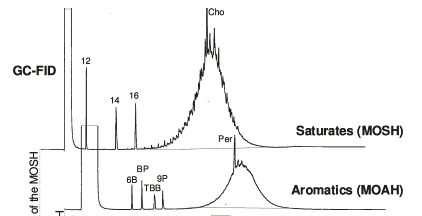 Cho
12
GC-FID
14
16
Saturates (MOSH)
Per
BP
6B
TBB
9P
Aromatics (MOAH)
of the MOSH